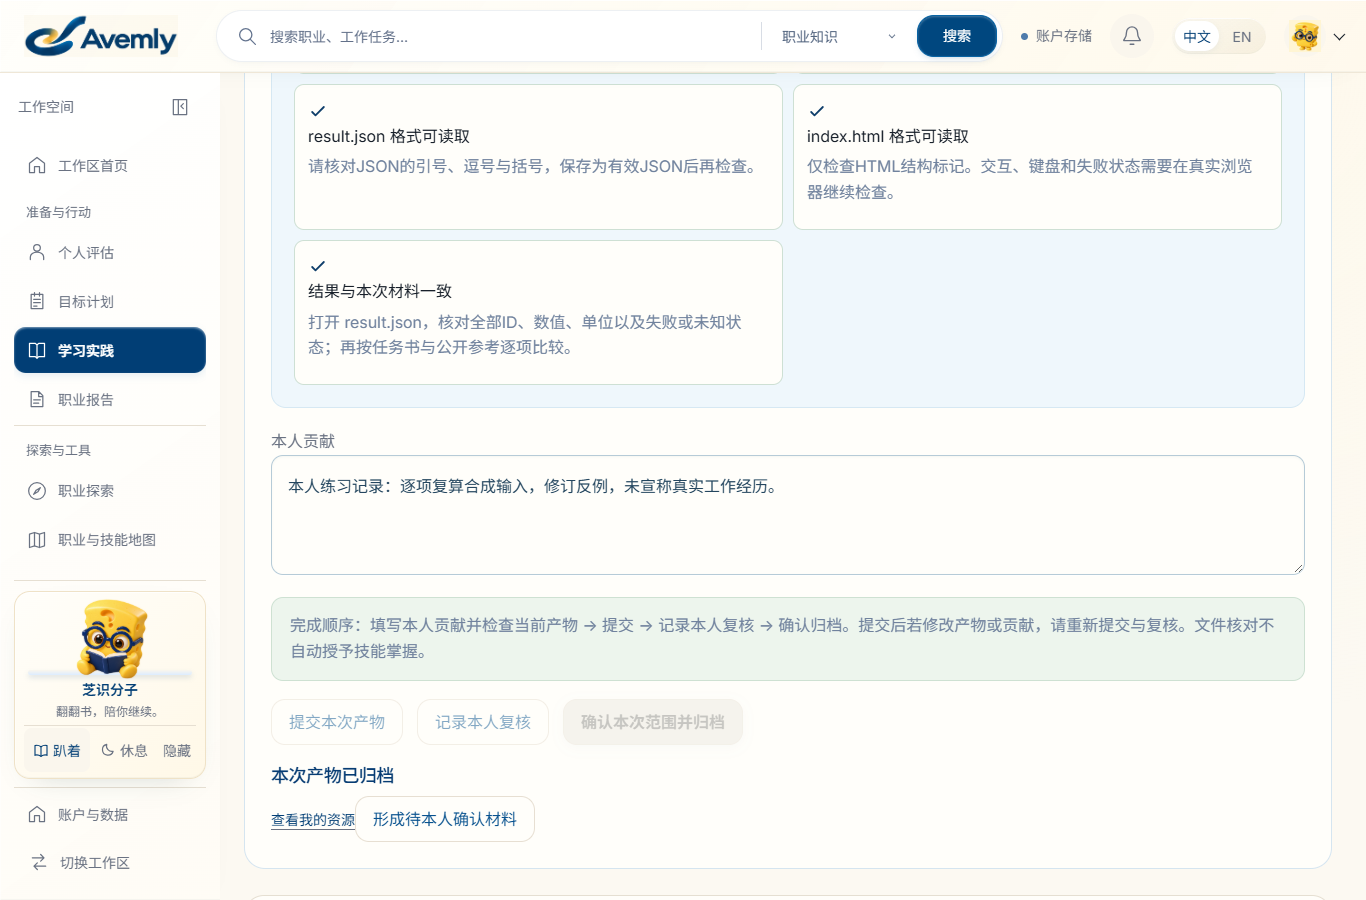 Avemly
搜索职业、工作任务...
职业知识
搜索
账户存储
中文
EN
工作空间
工作区首页
准备与行动
个人评估
目标计划
学习实践
职业报告
探索与工具
职业探索
职业与技能地图
芝识分子
翻翻书，陪你继续。
趴着
休息
隐藏
账户与数据
切换工作区
result.json 格式可读取
请核对JSON的引号、逗号与括号，保存为有效JSON后再检查。
index.html 格式可读取
仅检查HTML结构标记。交互、键盘和失败状态需要在真实浏览
器继续检查。
结果与本次材料一致
打开 result.json，核对全部ID、数值、单位以及失败或未知状
态；再按任务书与公开参考逐项比较。
本人贡献
本人练习记录：逐项复算合成输入，修订反例，未宣称真实工作经历。
完成顺序：填写本人贡献并检查当前产物 → 提交 → 记录本人复核 → 确认归档。提交后若修改产物或贡献，请重新提交与复核。文件核对不
自动授予技能掌握。
提交本次产物
记录本人复核
确认本次范围并归档
本次产物已归档
查看我的资源
形成待本人确认材料